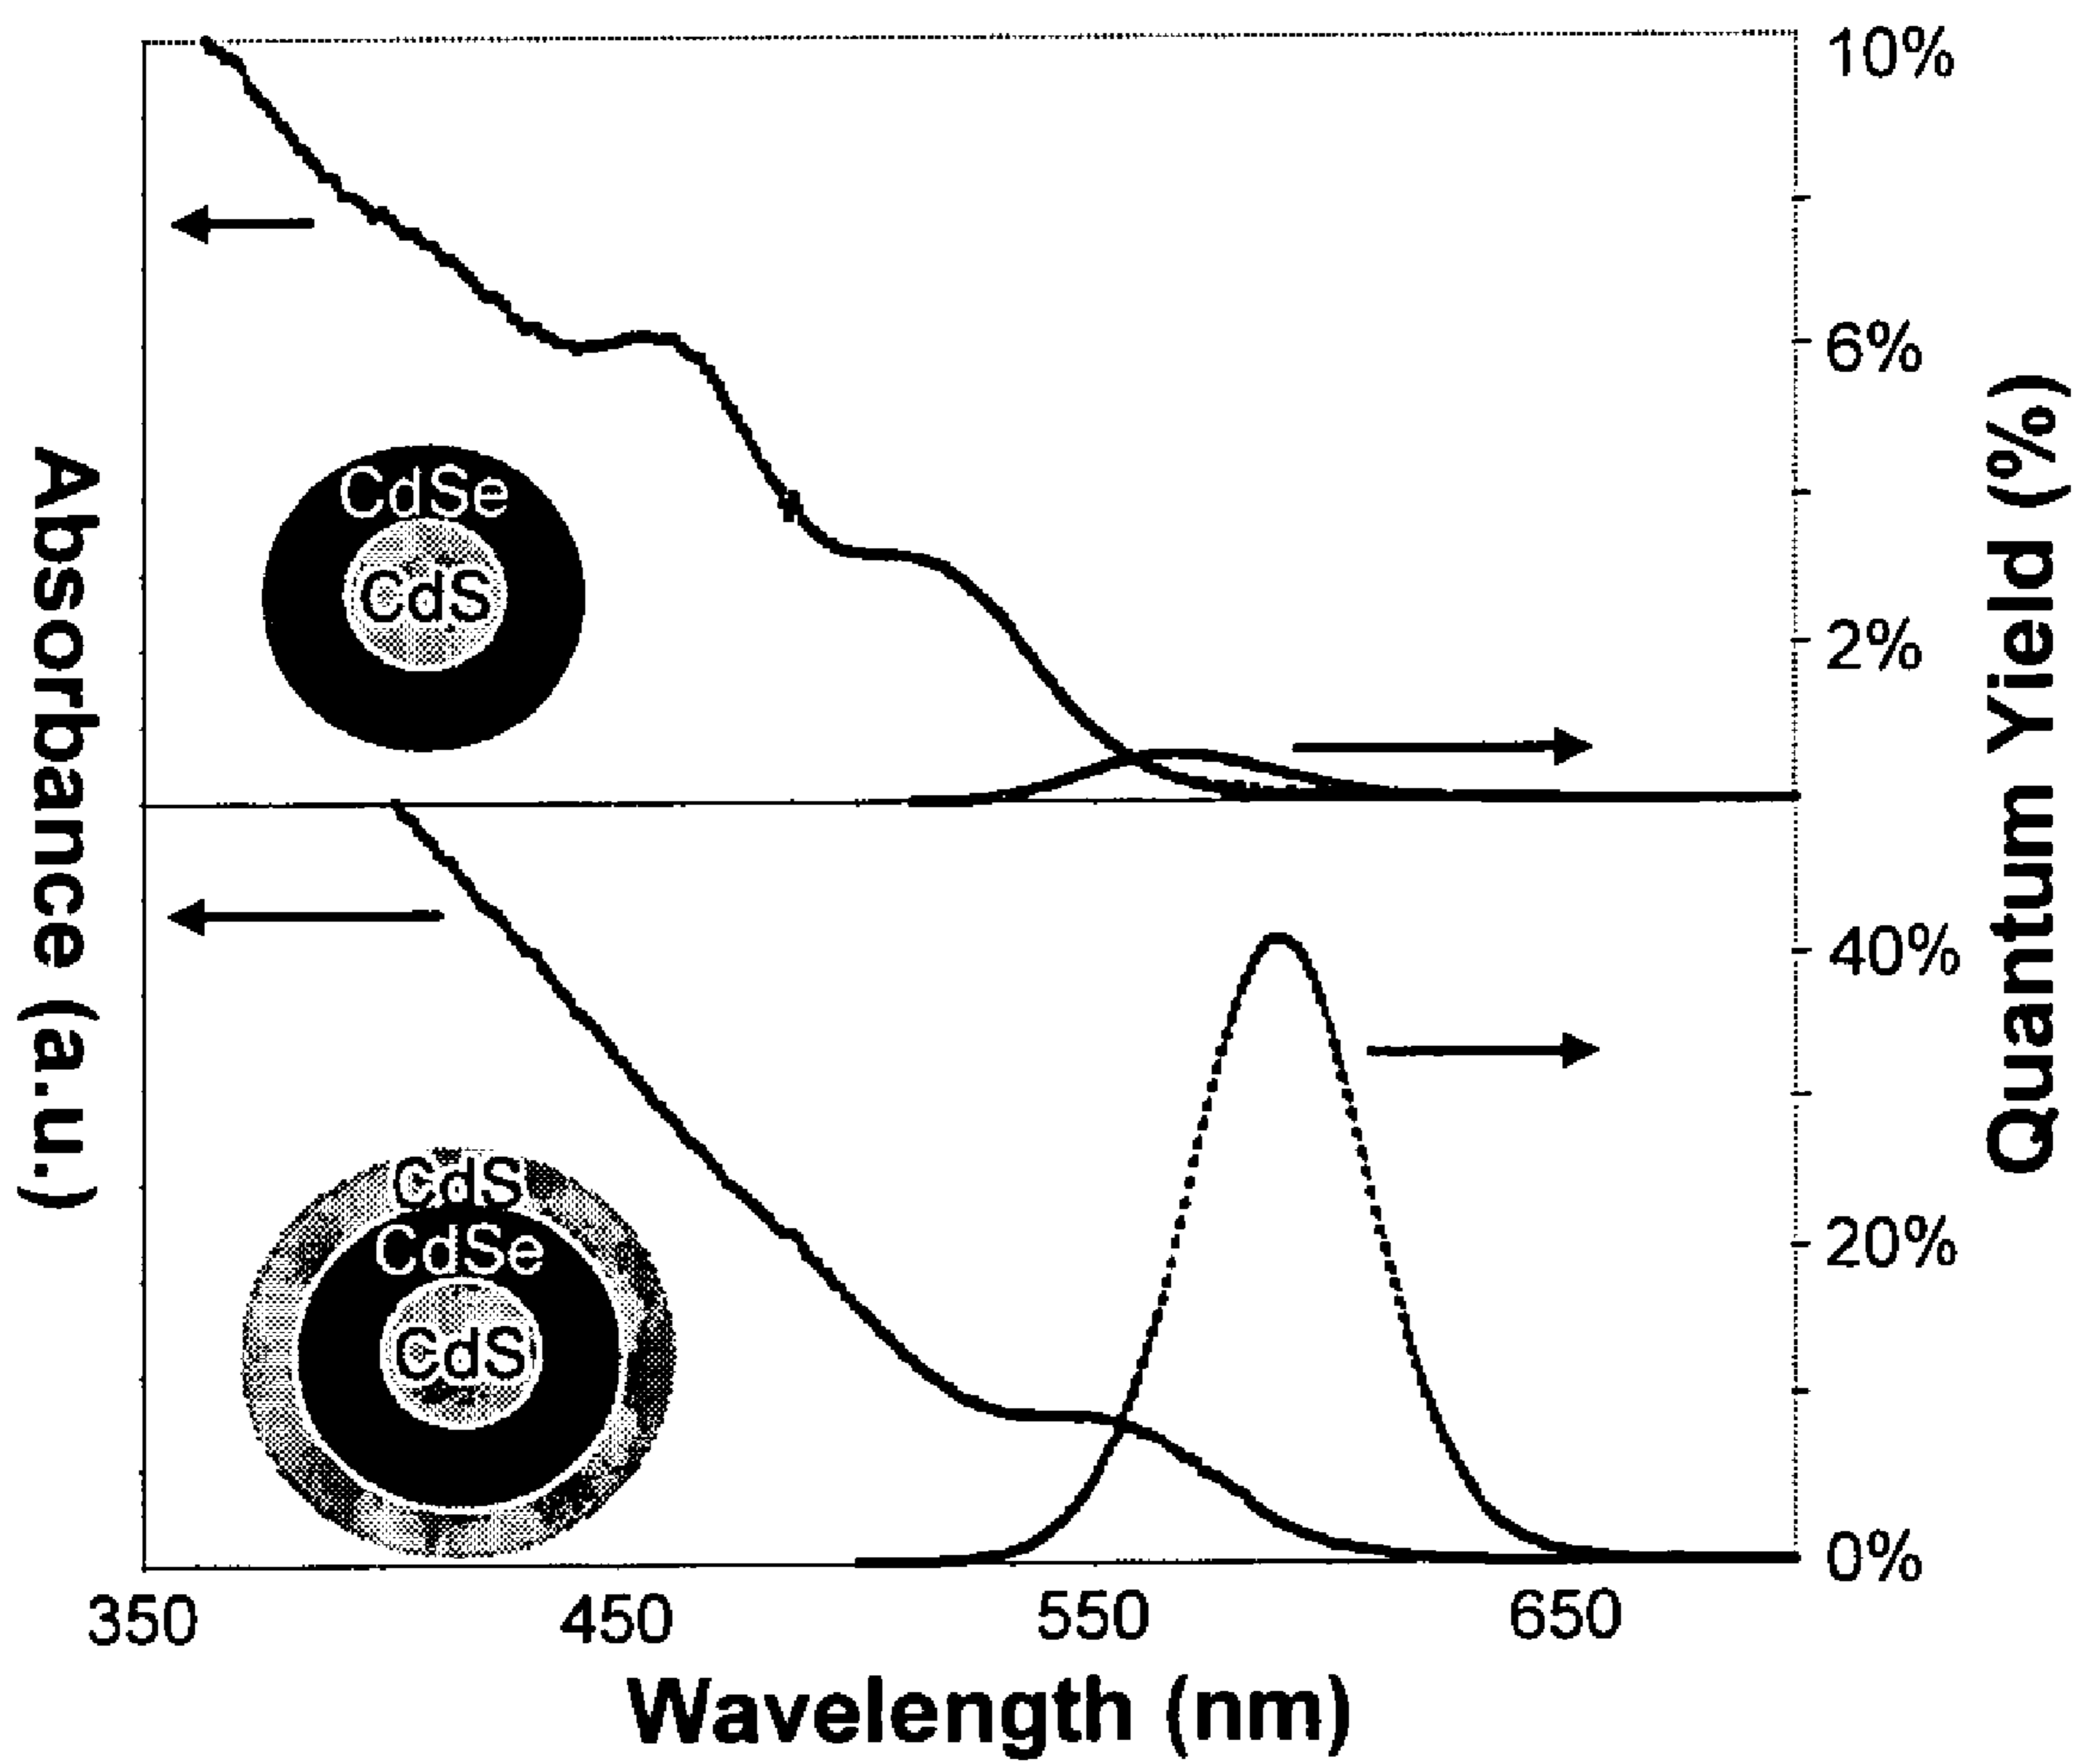 10%
6%
2%
CdSe
CdS
Absorbance (a.u.)
Quantum Yield (%)
40%
20%
0%
CdS
CdSe
CdS
350 450 550 650
Wavelength (nm)